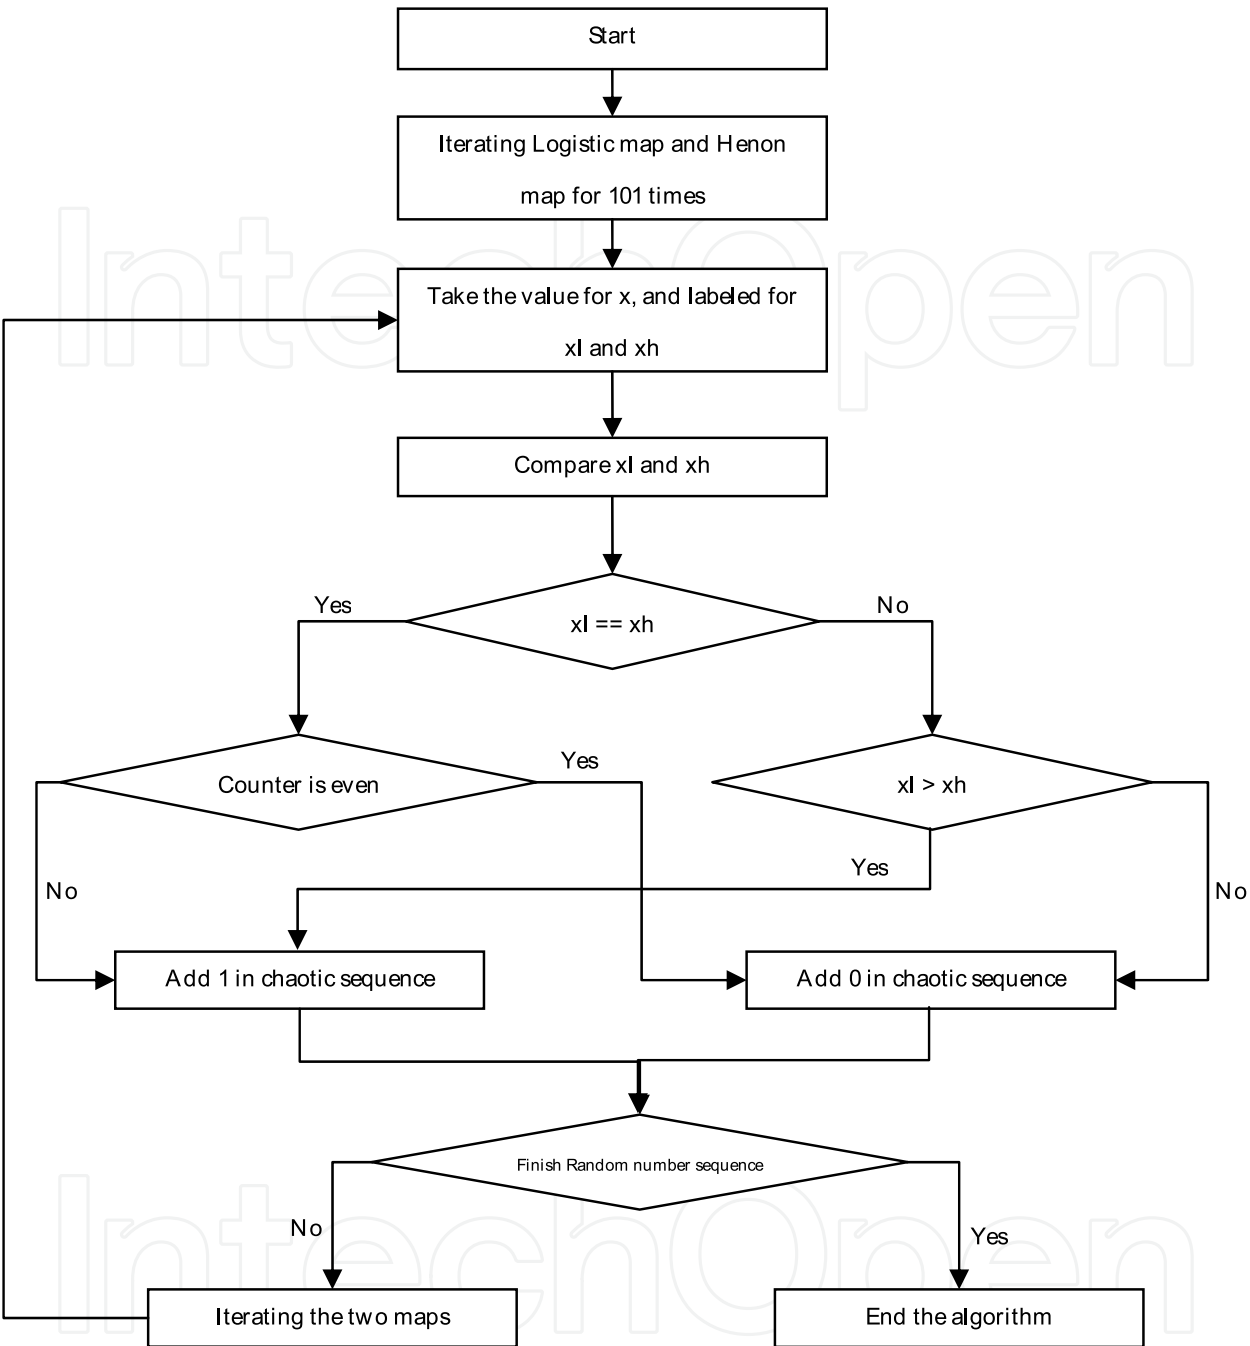 Start
Iterating Logistic map and Henon
map for 101 times
Take the value for x, and labeled for
xl and xh
Compare xl and xh
Yes
No
xl == xh
Counter is even
Yes
xl > xh
Yes
No
No
Add 1 in chaotic sequence
Add 0 in chaotic sequence
Finish Random number sequence
No
Yes
Iterating the two maps
End the algorithm
IntechOpen
IntechOpen